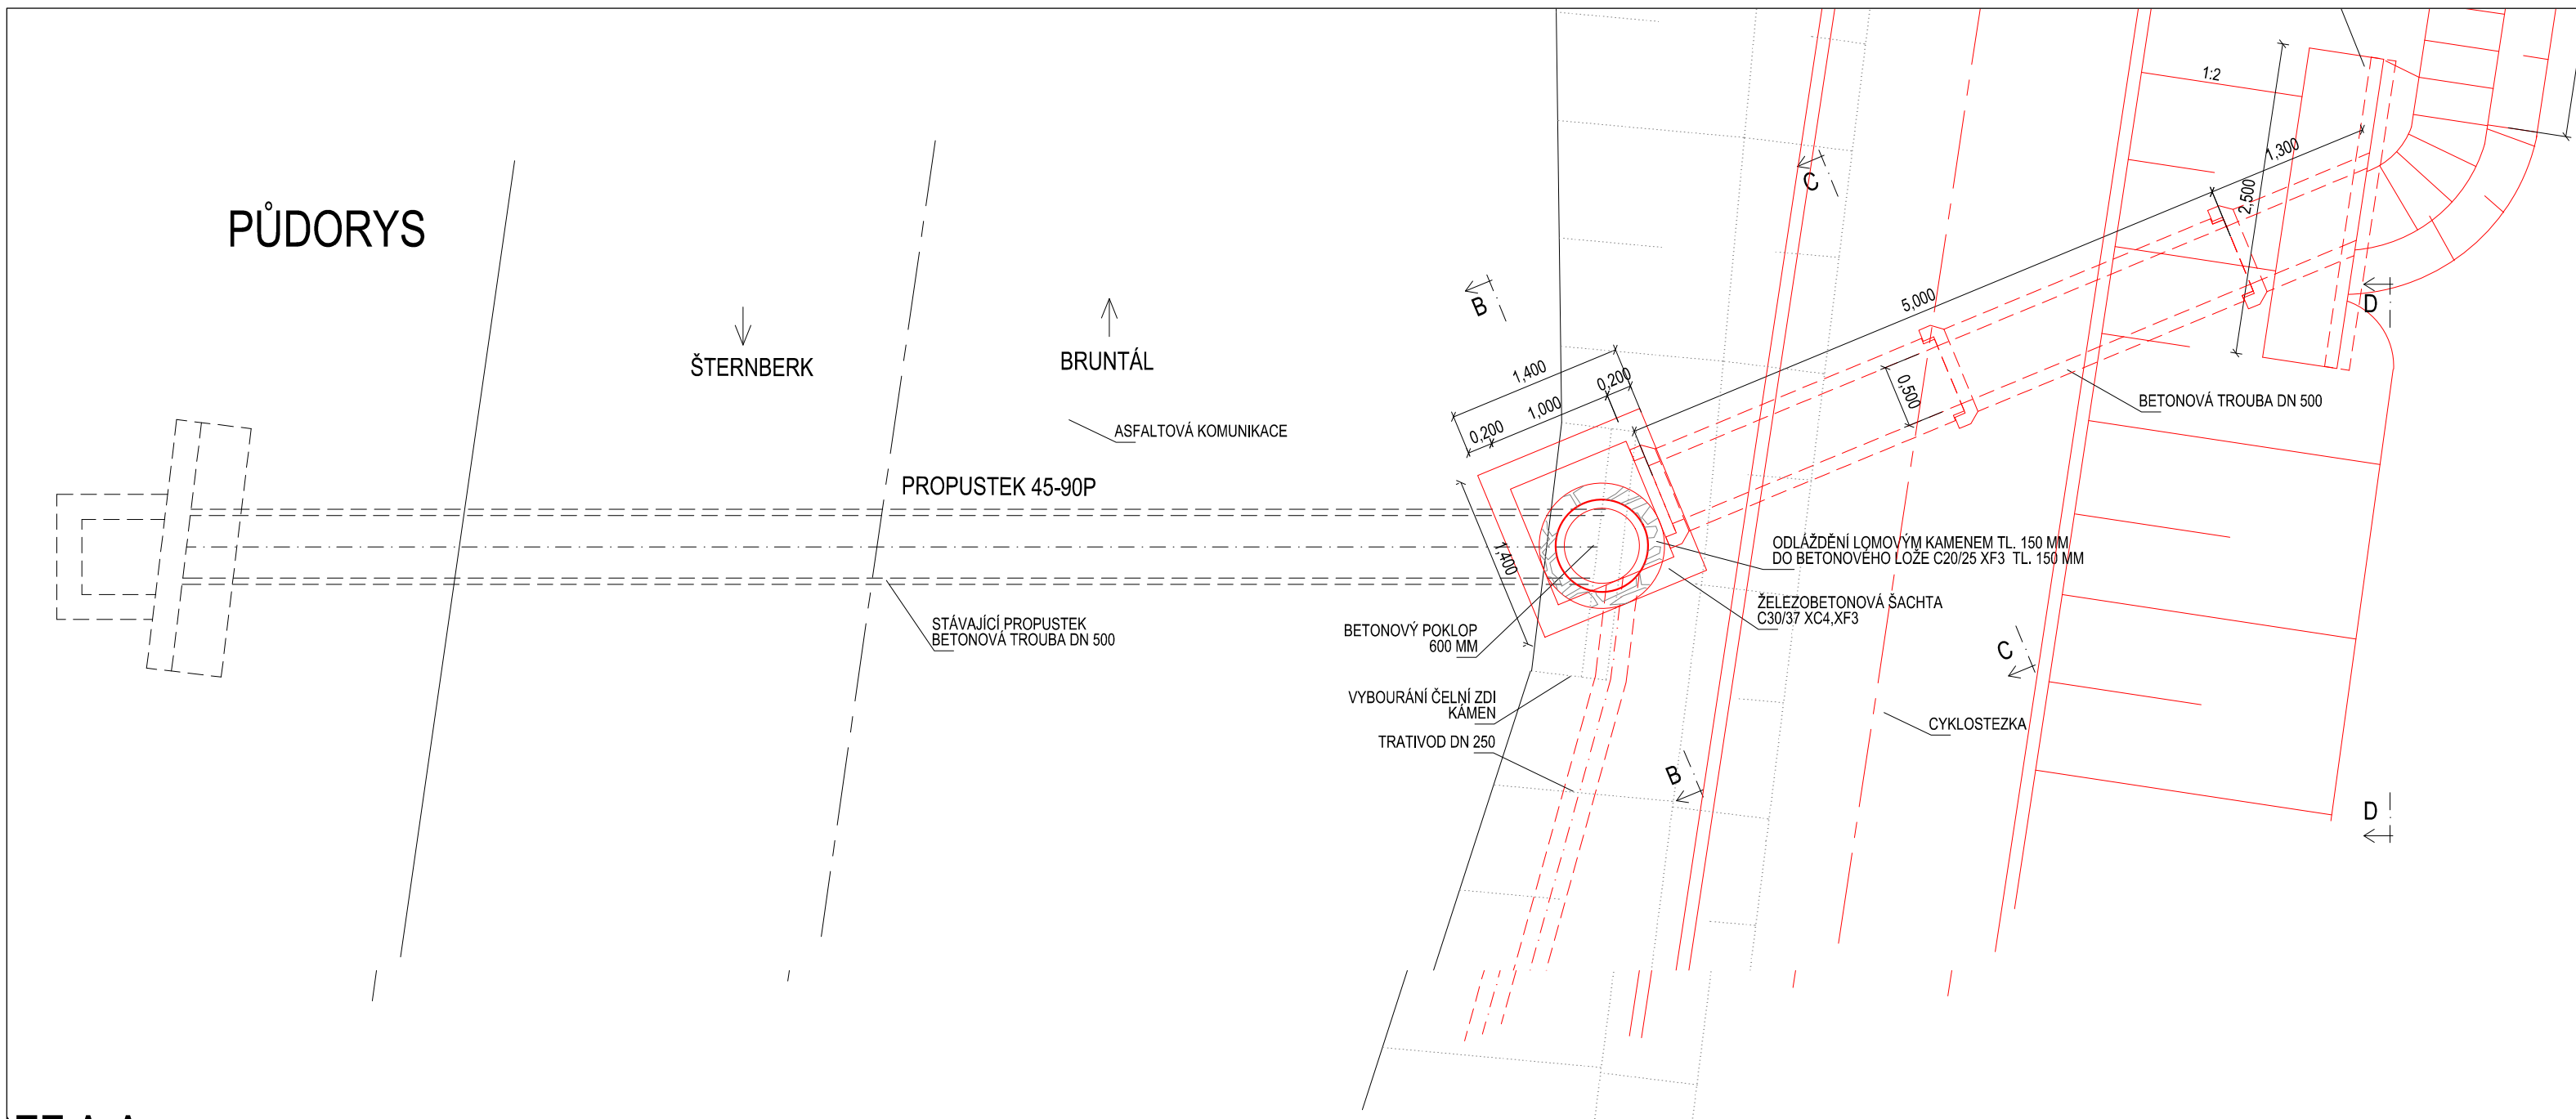 PŮDORYS
ŠTERNBERK
BRUNTÁL
ASFALTOVÁ KOMUNIKACE
PROPUSTEK 45-90P
STÁVAJÍCÍ PROPUSTEK
BETONOVÁ TROUBA DN 500
1:2
1,300
2,500
5,000
0,500
C
B
D
1,400
0,200
1,000
0,200
1,400
BETONOVÁ TROUBA DN 500
ODLÁŽDĚNÍ LOMOVÝM KAMENEM TL. 150 MM
DO BETONOVÉHO LOŽE C20/25 XF3 TL. 150 MM
ŽELEZOBETONOVÁ ŠACHTA
C30/37 XC4,XF3
BETONOVÝ POKLOP
600 MM
VYBOURÁNÍ ČELNÍ ZDI
KÁMEN
TRATIVOD DN 250
CYKLOSTEZKA
C
B
D